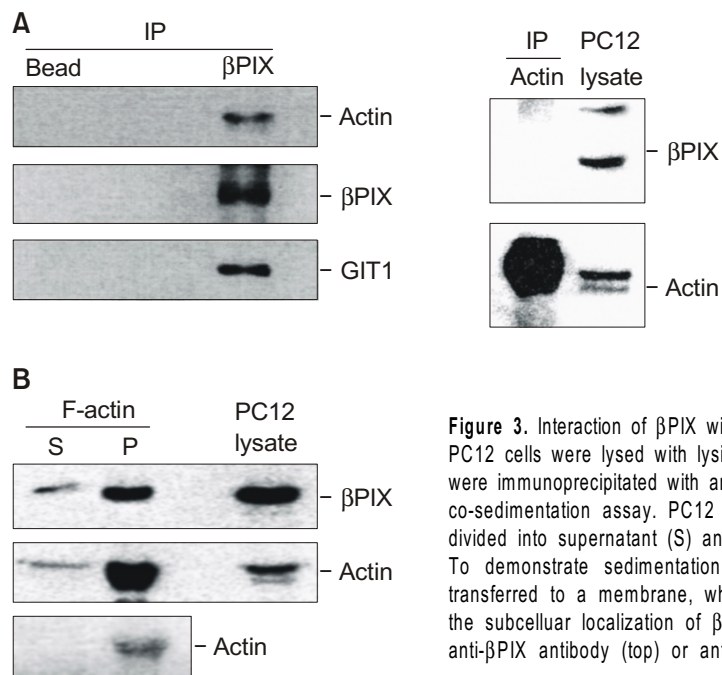 A
IP
Bead
βPIX
– Actin
– βPIX
– GIT1
IP
PC12
Actin
lysate
– βPIX
– Actin
B
F-actin
PC12
S
P
lysate
– βPIX
– Actin
– Actin
Figure 3. Interaction of βPIX wi
PC12 cells were lysed with lysi
were immunoprecipitated with an
co-sedimentation assay. PC12
divided into supernatant (S) an
To demonstrate sedimentation
transferred to a membrane, wh
the subcelluar localization of β
anti-βPIX antibody (top) or ant